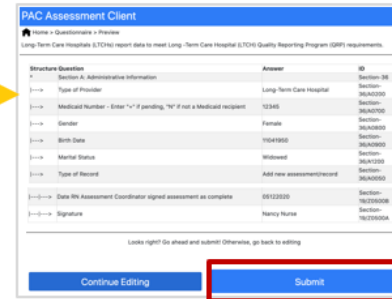 PAC Assessment Client
Home > Questionnaire > Preview
Long-Term Care Hospitals (LTCHs) report data to meet Long -Term Care Hospital (LTCH) Quality Reporting Program (QRP) requirements.
Structure Question Answer ID
* Section A: Administrative Information Section-36
|---> Type of Provider Long-Term Care Hospital Section-
36/A0200
|---> Medicaid Number - Enter "+" if pending, "N" if not a Medicaid recipient 12345 Section-
36/A0700
|---> Gender Female Section-
36/A0800
|---> Birth Date 11041950 Section-
36/A0900
|---> Marital Status Widowed Section-
36/A1200
|---> Type of Record Add new assessment/record Section-
36/A0050
|---|---> Date RN Assessment Coordinator signed assessment as complete 05122020 Section-
16/Z0500B
|---|---> Signature Nancy Nurse Section-
16/Z0500A
Looks right? Go ahead and submit! Otherwise, go back to editing
Continue Editing Submit